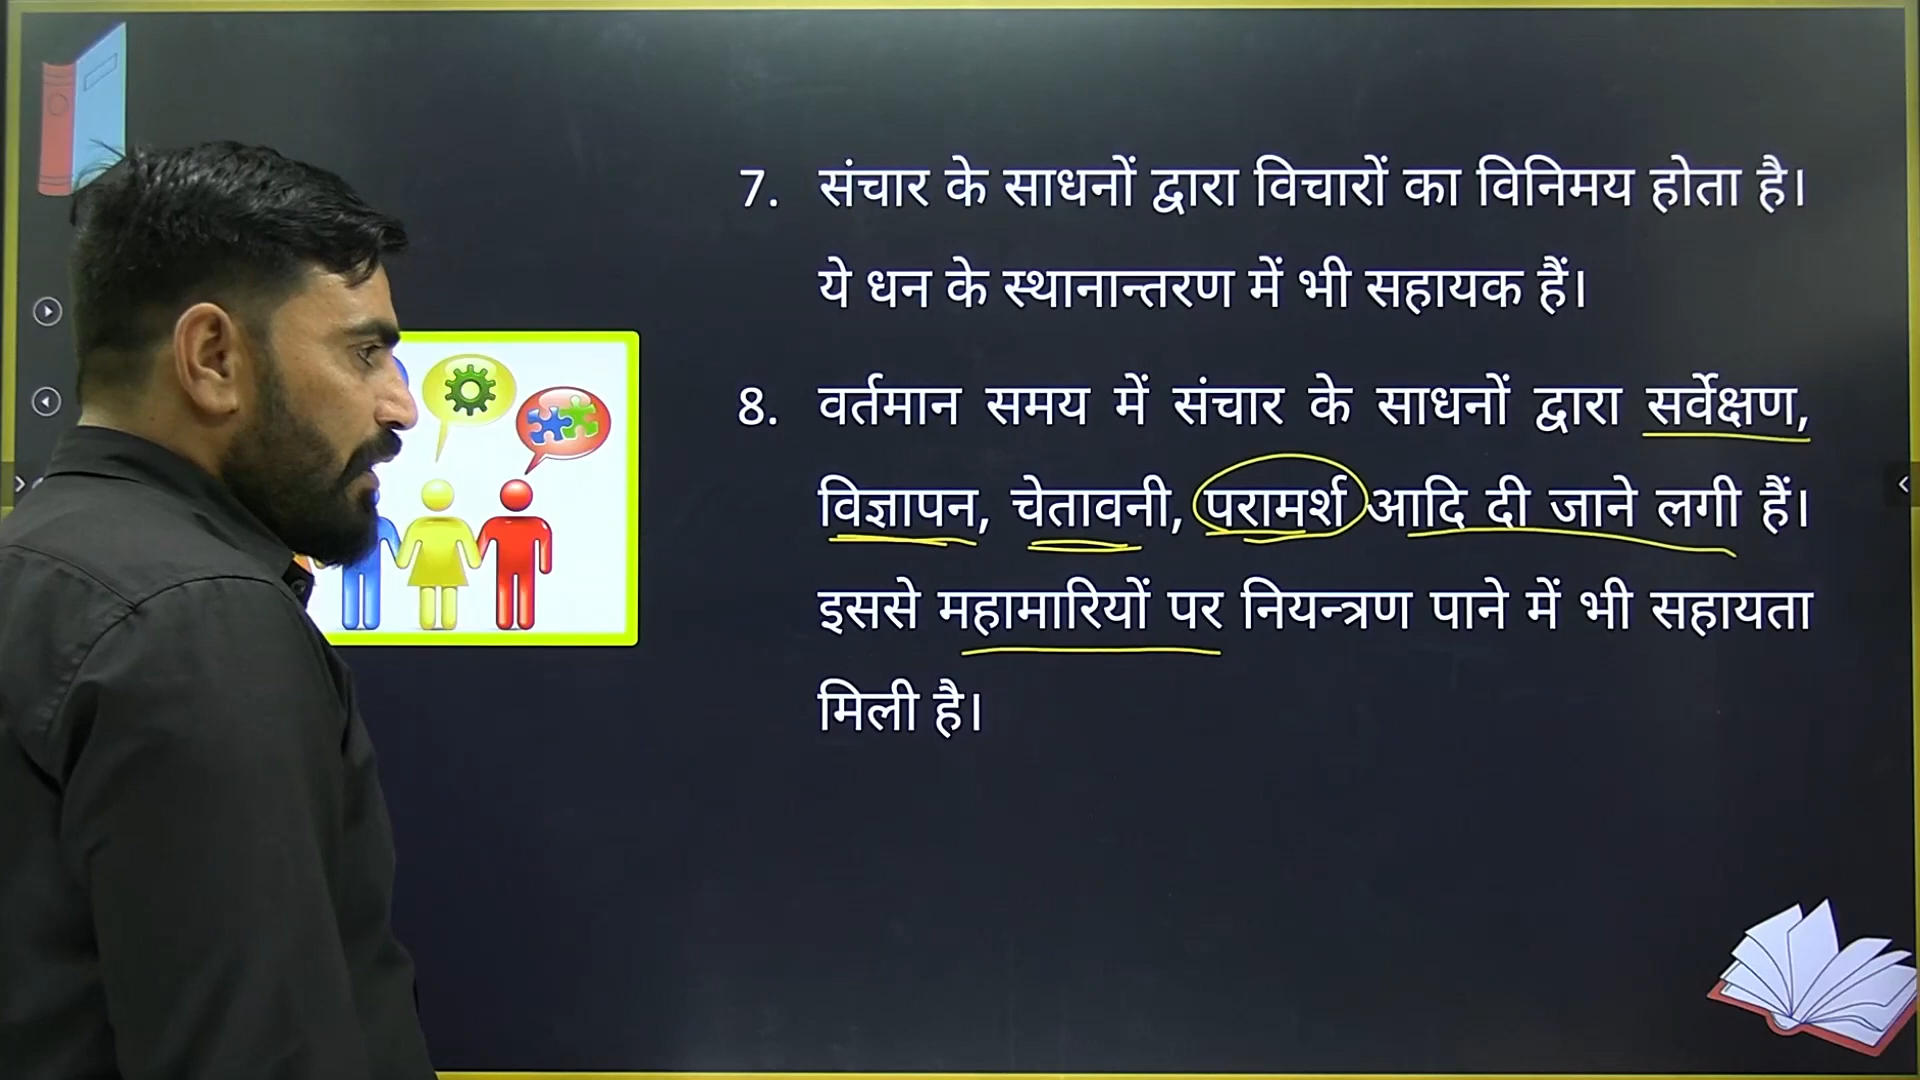 7. संचार के साधनों द्वारा विचारों का विनिमय होता है।
ये धन के स्थानान्तरण में भी सहायक हैं।
8. वर्तमान समय में संचार के साधनों द्वारा सर्वेक्षण,
विज्ञापन, चेतावनी, परामर्श आदि दी जाने लगी हैं।
इससे महामारियों पर नियन्त्रण पाने में भी सहायता
मिली है।